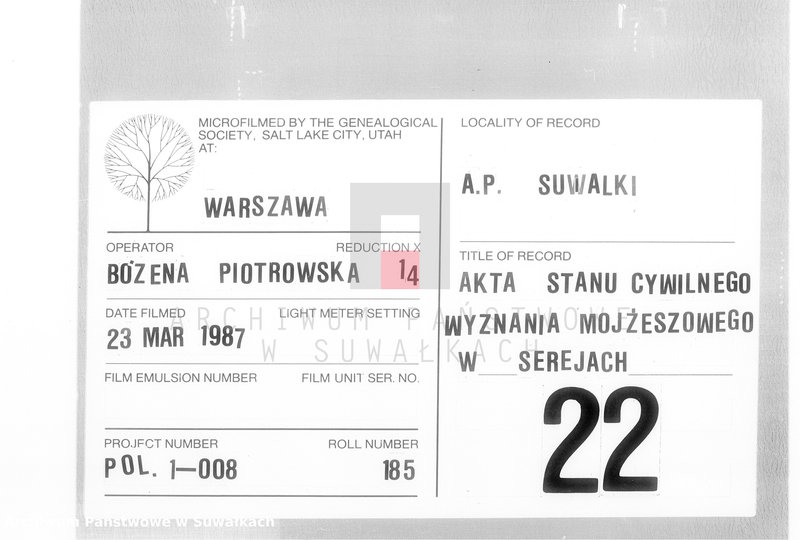 MICROFILMED BY THE GENEALOGICAL
SOCIETY, SALT LAKE CITY, UTAH
AT:
WARSZAWA
OPERATOR REDUCTION X
BOŻENA PIOTROWSKA 14
DATE FILMED LIGHT METER SETTING
23 MAR 1987
FILM EMULSION NUMBER FILM UNIT SER. NO.
PROJECT NUMBER ROLL NUMBER
POL. 1-008 185
LOCALITY OF RECORD
A.P. SUWALKI
TITLE OF RECORD
AKTA STANU CYWILNEGO
WYZNANIA MOJŻESZOWEGO
W SEREJACH
22
ARCHIWUM PAŃSTWOWE
W SUWAŁKACH
Archiwum Państwowe w Suwałkach